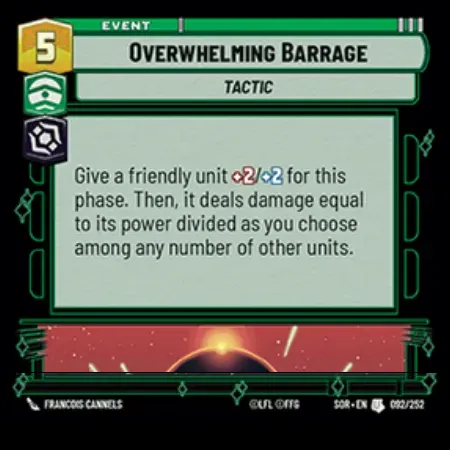 EVENT
5
OVERWHELMING BARRAGE
TACTIC
Give a friendly unit +2/+2 for this
phase. Then, it deals damage equal
to its power divided as you choose
among any number of other units.
FRANCOIS CANNELS
©LFL ©FFG
SOR • EN 092/252